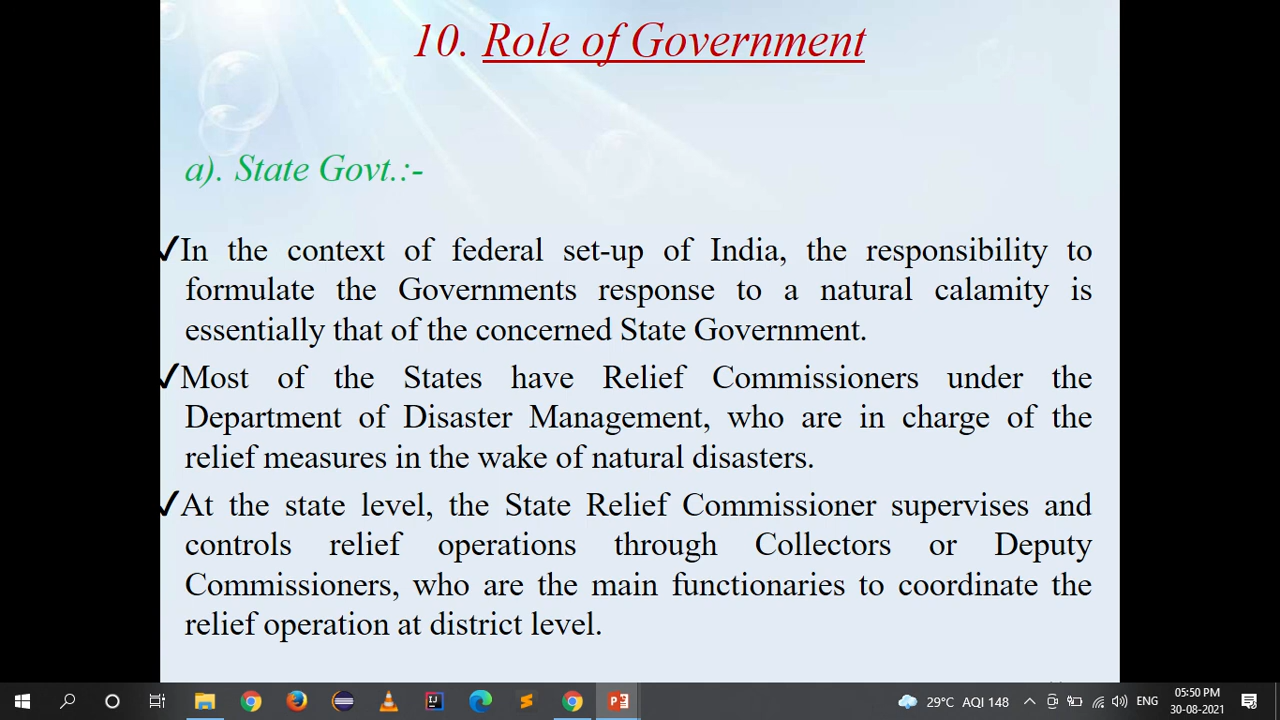 10. Role of Government
a). State Govt.:-
✓In the context of federal set-up of India, the responsibility to
formulate the Governments response to a natural calamity is
essentially that of the concerned State Government.
✓Most of the States have Relief Commissioners under the
Department of Disaster Management, who are in charge of the
relief measures in the wake of natural disasters.
✓At the state level, the State Relief Commissioner supervises and
controls relief operations through Collectors or Deputy
Commissioners, who are the main functionaries to coordinate the
relief operation at district level.
29°C AQI 148
ENG
05:50 PM
30-08-2021